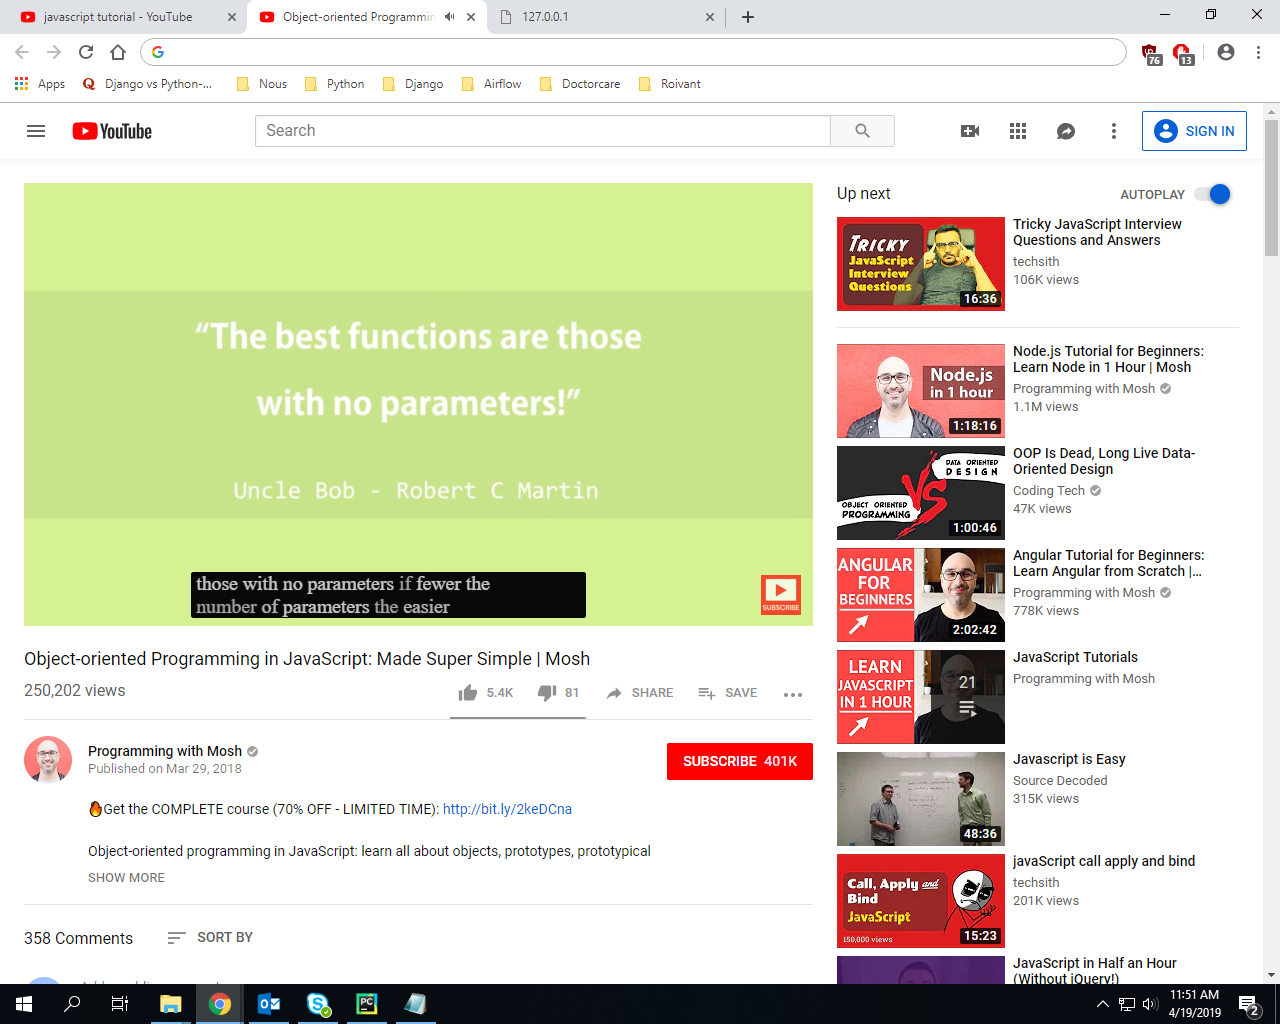 javascript tutorial - YouTube
Object-oriented Programmin
127.0.0.1
76
13
Apps
Django vs Python-...
Nous
Python
Django
Airflow
Doctorcare
Roivant
YouTube
Search
SIGN IN
“The best functions are those
with no parameters!”
Uncle Bob - Robert C Martin
those with no parameters if fewer the
number of parameters the easier
SUBSCRIBE
Object-oriented Programming in JavaScript: Made Super Simple | Mosh
250,202 views
5.4K
81
SHARE
SAVE
Programming with Mosh
Published on Mar 29, 2018
SUBSCRIBE 401K
Get the COMPLETE course (70% OFF - LIMITED TIME): http://bit.ly/2keDCna
Object-oriented programming in JavaScript: learn all about objects, prototypes, prototypical
SHOW MORE
358 Comments
SORT BY
Up next
AUTOPLAY
TRICKY
JavaScript
Interview
Questions
16:36
Tricky JavaScript Interview
Questions and Answers
techsith
106K views
Node.js
in 1 hour
1:18:16
Node.js Tutorial for Beginners:
Learn Node in 1 Hour | Mosh
Programming with Mosh
1.1M views
DATA ORIENTED
DESIGN
VS
OBJECT ORIENTED
PROGRAMMING
1:00:46
OOP Is Dead, Long Live Data-
Oriented Design
Coding Tech
47K views
ANGULAR
FOR
BEGINNERS
2:02:42
Angular Tutorial for Beginners:
Learn Angular from Scratch |...
Programming with Mosh
778K views
LEARN
JAVASCRIPT
IN 1 HOUR
21
JavaScript Tutorials
Programming with Mosh
48:36
Javascript is Easy
Source Decoded
315K views
Call, Apply and
Bind
JavaScript
150,000 views
15:23
javaScript call apply and bind
techsith
201K views
JavaScript in Half an Hour
(Without jQuery!)
11:51 AM
4/19/2019
2